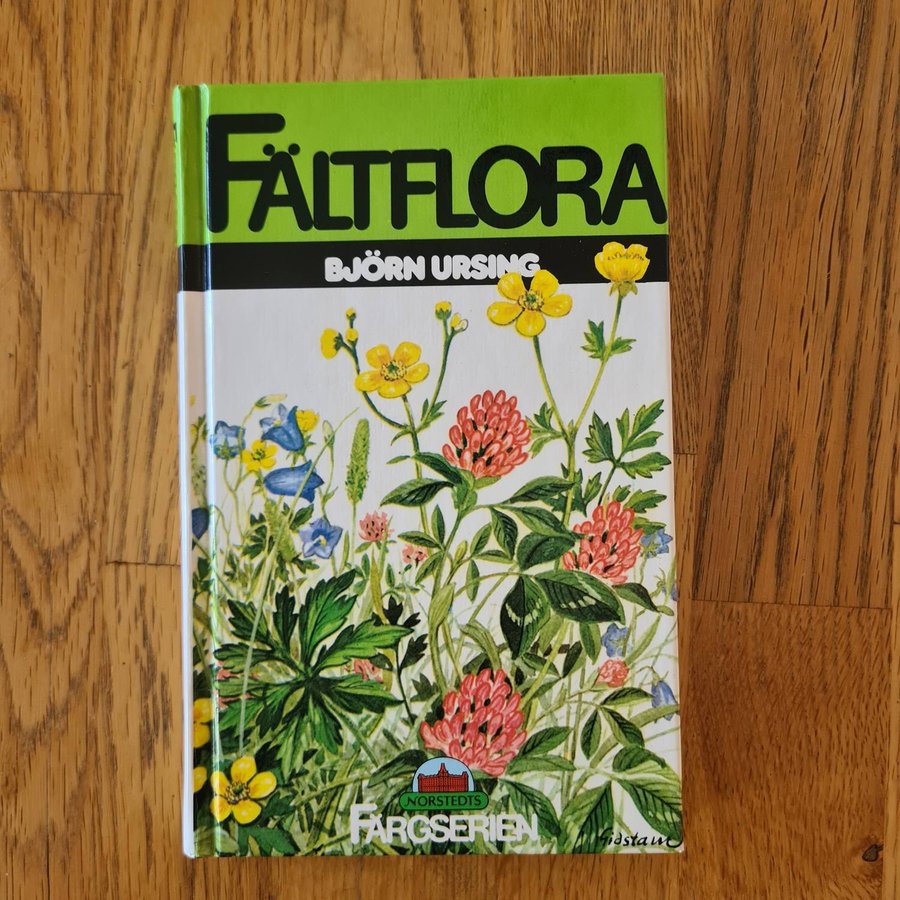 FÄLTFLORA
BJÖRN URSING
NORSTEDTS
FÄRGSERIEN